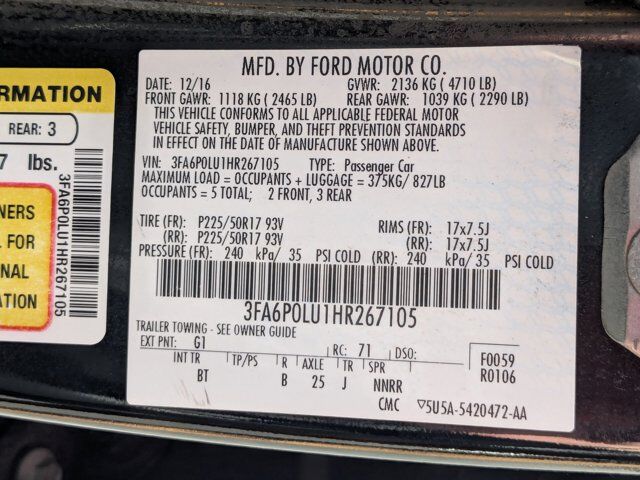 ORMATION
REAR: 3
7 lbs.
NERS
L FOR
NAL
ATION
3FA6P0LU1HR267105
MFD. BY FORD MOTOR CO.
DATE: 12/16 GVWR: 2136 KG ( 4710 LB)
FRONT GAWR: 1118 KG ( 2465 LB) REAR GAWR: 1039 KG ( 2290 LB)
THIS VEHICLE CONFORMS TO ALL APPLICABLE FEDERAL MOTOR
VEHICLE SAFETY, BUMPER, AND THEFT PREVENTION STANDARDS
IN EFFECT ON THE DATE OF MANUFACTURE SHOWN ABOVE.
VIN: 3FA6P0LU1HR267105 TYPE: Passenger Car
MAXIMUM LOAD = OCCUPANTS + LUGGAGE = 375KG/ 827LB
OCCUPANTS = 5 TOTAL; 2 FRONT, 3 REAR
TIRE (FR): P225/50R17 93V RIMS (FR): 17x7.5J
(RR): P225/50R17 93V (RR): 17x7.5J
PRESSURE (FR): 240 kPa/ 35 PSI COLD (RR): 240 kPa/ 35 PSI COLD
3FA6P0LU1HR267105
TRAILER TOWING - SEE OWNER GUIDE
EXT PNT: G1 RC: 71 DSO: F0059
INT TR TP/PS R AXLE TR SPR R0106
BT B 25 J NNRR
CMC ▽5U5A-5420472-AA